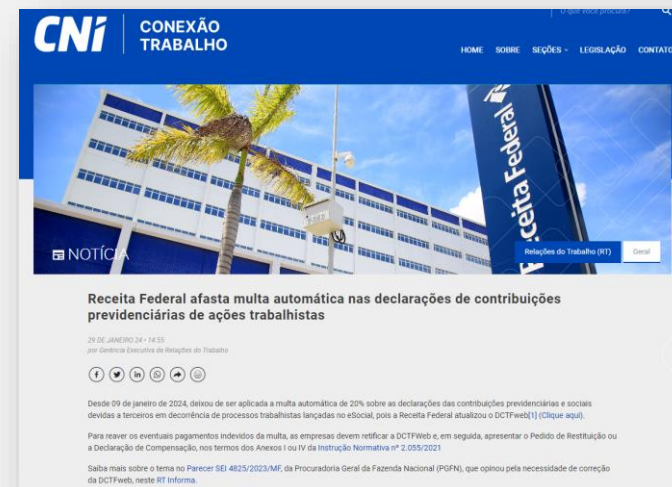 O que você procura?
CNI
CONEXÃO
TRABALHO
HOME SOBRE SEÇÕES LEGISLAÇÃO CONTATO
Receita Federal
NOTÍCIA
Relações do Trabalho (RT) Geral
Receita Federal afasta multa automática nas declarações de contribuições
previdenciárias de ações trabalhistas
29 DE JANEIRO 24 • 14:55
por Gerência Executiva de Relações do Trabalho
Desde 09 de janeiro de 2024, deixou de ser aplicada a multa automática de 20% sobre as declarações das contribuições previdenciárias e sociais
devidas a terceiros em decorrência de processos trabalhistas lançadas no eSocial, pois a Receita Federal atualizou o DCTFweb[1] (Clique aqui).
Para reaver os eventuais pagamentos indevidos da multa, as empresas devem retificar a DCTFWeb e, em seguida, apresentar o Pedido de Restituição ou
a Declaração de Compensação, nos termos dos Anexos I ou IV da Instrução Normativa nº 2.055/2021
Saiba mais sobre o tema no Parecer SEI 4825/2023/MF, da Procuradoria Geral da Fazenda Nacional (PGFN), que opinou pela necessidade de correção
da DCTFweb, neste RT Informa.